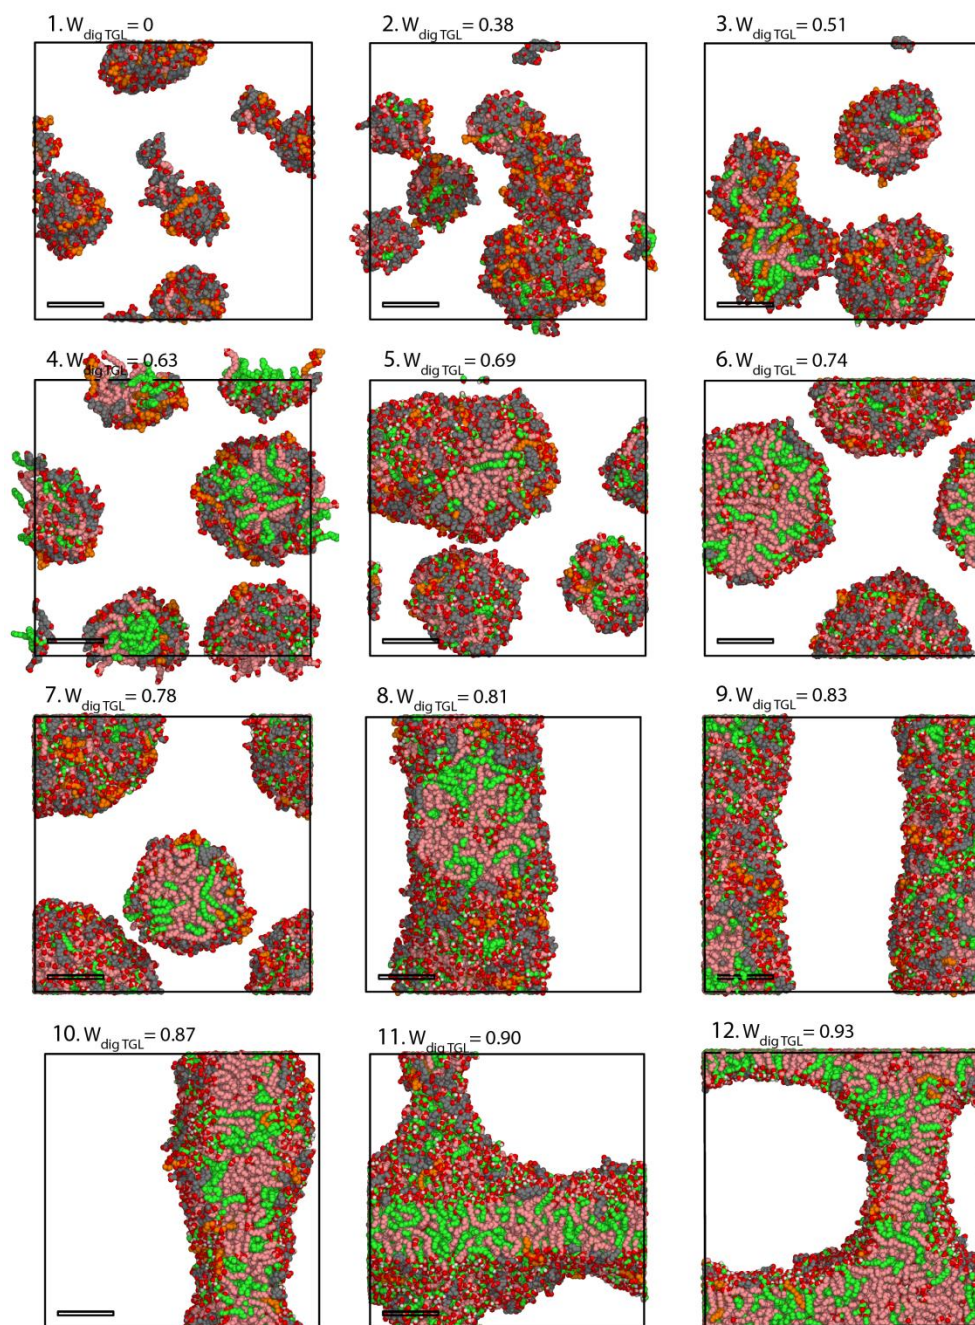 1. W dig TGL = 0
2. W dig TGL = 0.38
3. W dig TGL = 0.51
4. W dig TGL = 0.63
5. W dig TGL = 0.69
6. W dig TGL = 0.74
7. W dig TGL = 0.78
8. W dig TGL = 0.81
9. W dig TGL = 0.83
10. W dig TGL = 0.87
11. W dig TGL = 0.90
12. W dig TGL = 0.93